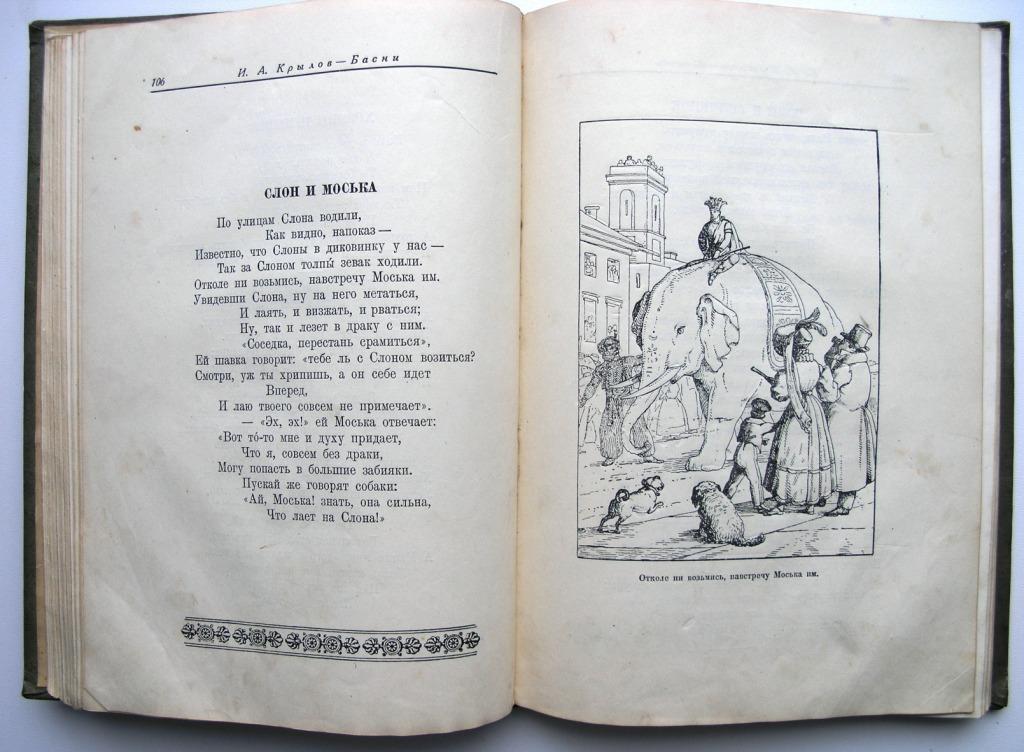 106
И. А. Крылов—Басни
СЛОН И МОСЬКА
По улицам Слона водили,
Как видно, напоказ —
Известно, что Слоны в диковинку у нас —
Так за Слоном толпы́ зевак ходили.
Отколе ни возьмись, навстречу Моська им.
Увидевши Слона, ну на него метаться,
И лаять, и визжать, и рваться;
Ну, так и лезет в драку с ним.
«Соседка, перестань срамиться»,
Ей шавка говорит: «тебе ль с Слоном возиться?
Смотри, уж ты хрипишь, а он себе идет
Вперед,
И лаю твоего совсем не примечает».
— «Эх, эх!» ей Моська отвечает:
«Вот то́-то мне и духу придает,
Что я, совсем без драки,
Могу попасть в большие забияки.
Пускай же говорят собаки:
«Ай, Моська! знать, она сильна,
Что лает на Слона!»
Отколе ни возьмись, навстречу Моська им.